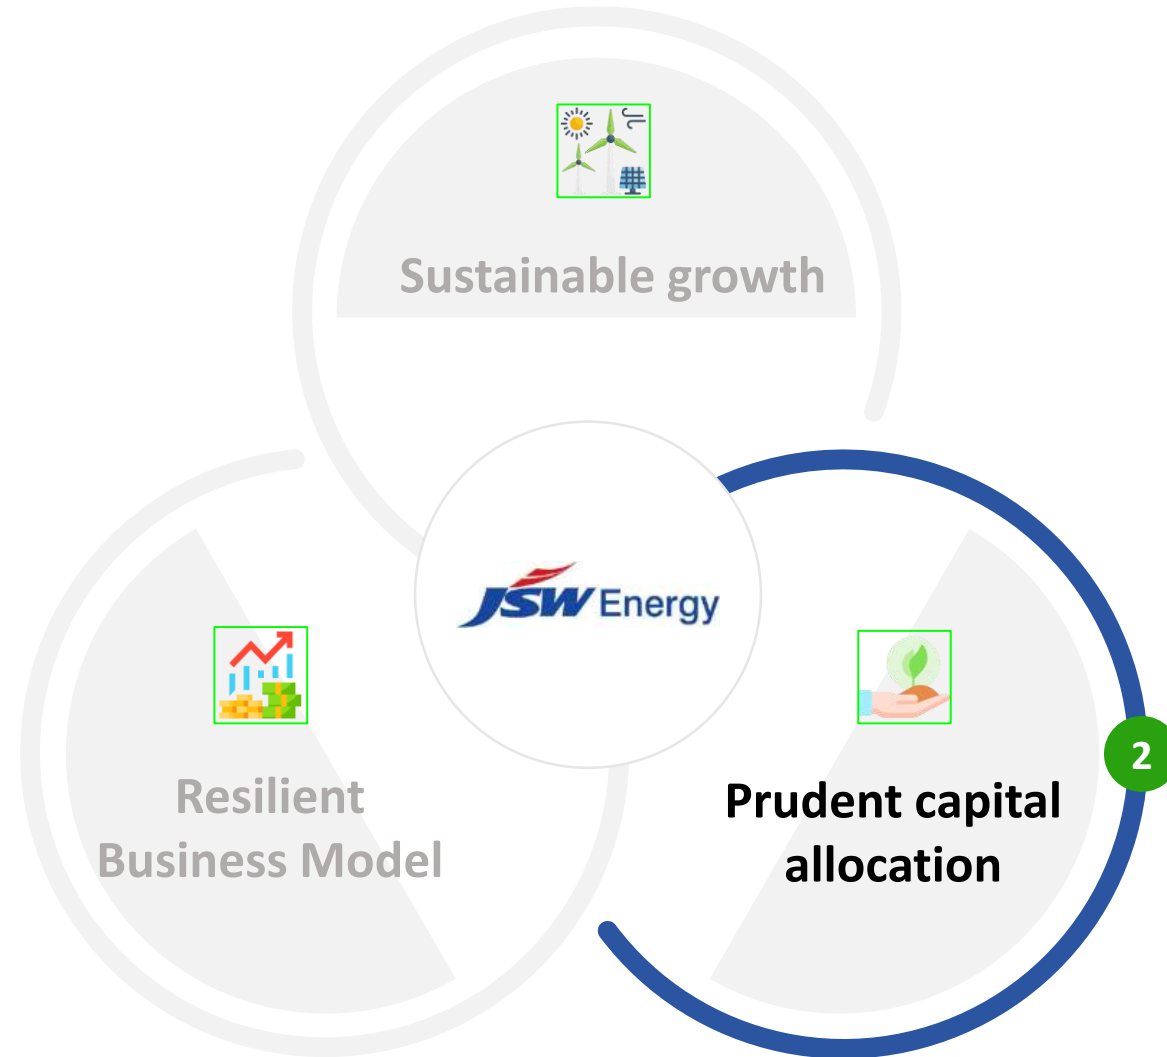 Sustainable growth
JSW Energy
Resilient
Business Model
Prudent capital
allocation
2